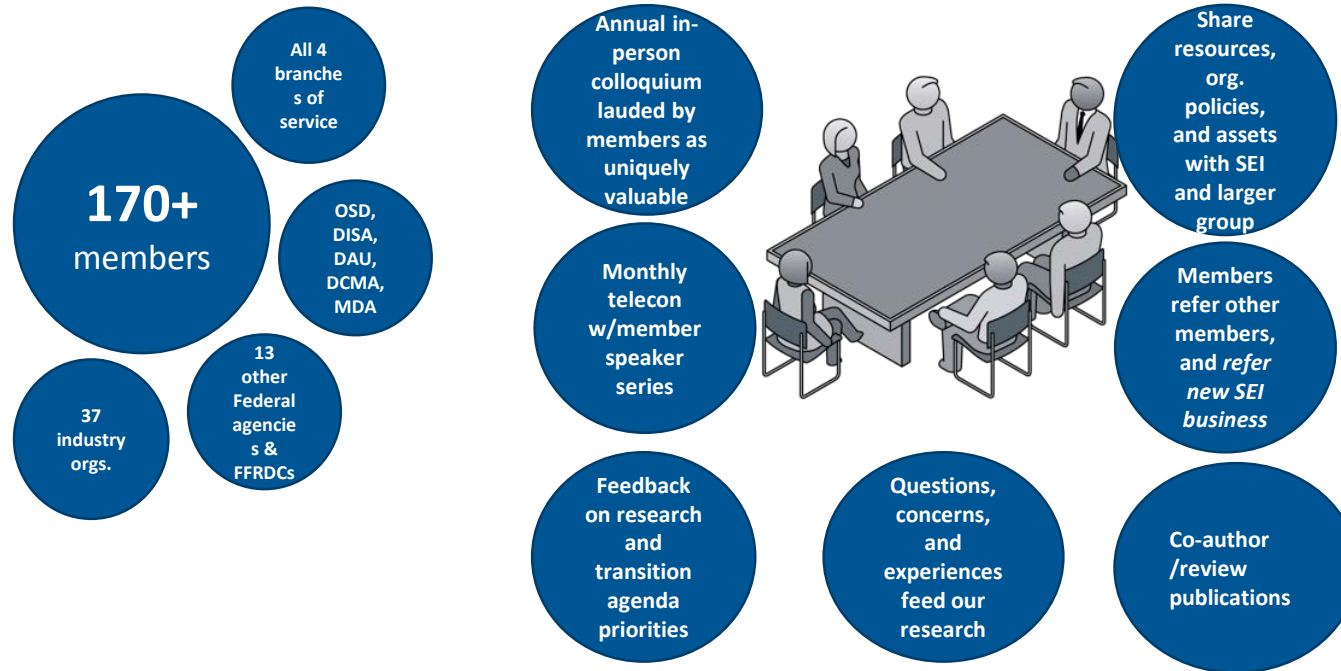 All 4
branche
s of
service
170+
members
OSD,
DISA,
DAU,
DCMA,
MDA
13
other
Federal
agencie
s &
FFRDCs
37
industry
orgs.
Annual in-
person
colloquium
lauded by
members as
uniquely
valuable
Share
resources,
org.
policies,
and assets
with SEI
and larger
group
Monthly
telecon
w/member
speaker
series
Members
refer other
members,
and refer
new SEI
business
Feedback
on research
and
transition
agenda
priorities
Questions,
concerns,
and
experiences
feed our
research
Co-author
/review
publications